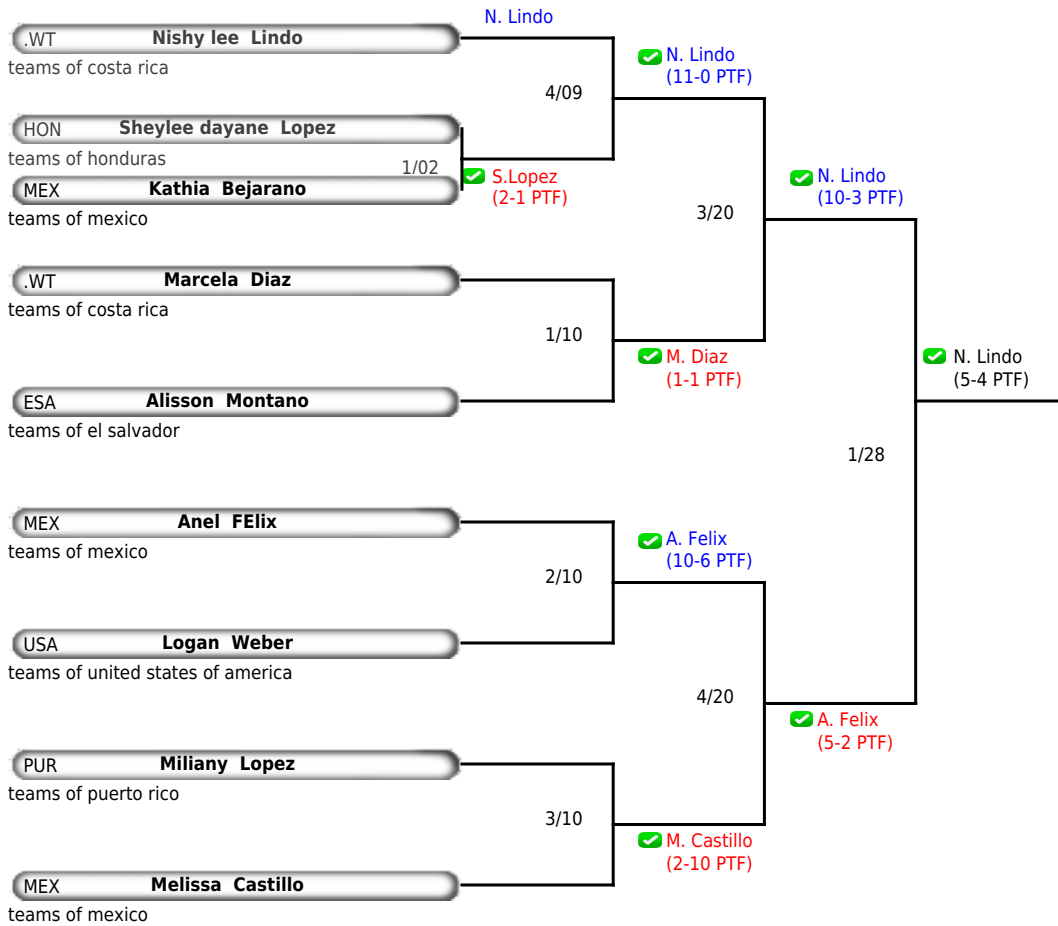 N. Lindo
.WT Nishy lee Lindo
teams of costa rica
N. Lindo
(11-0 PTF)
4/09
HON Sheylee dayane Lopez
teams of honduras
1/02
S.Lopez
(2-1 PTF)
MEX Kathia Bejarano
teams of mexico
N. Lindo
(10-3 PTF)
3/20
.WT Marcela Diaz
teams of costa rica
1/10
M. Diaz
(1-1 PTF)
N. Lindo
(5-4 PTF)
ESA Alisson Montano
teams of el salvador
1/28
MEX Anel FElix
teams of mexico
A. Felix
(10-6 PTF)
2/10
USA Logan Weber
teams of united states of america
4/20
A. Felix
(5-2 PTF)
PUR Miliany Lopez
teams of puerto rico
3/10
M. Castillo
(2-10 PTF)
MEX Melissa Castillo
teams of mexico